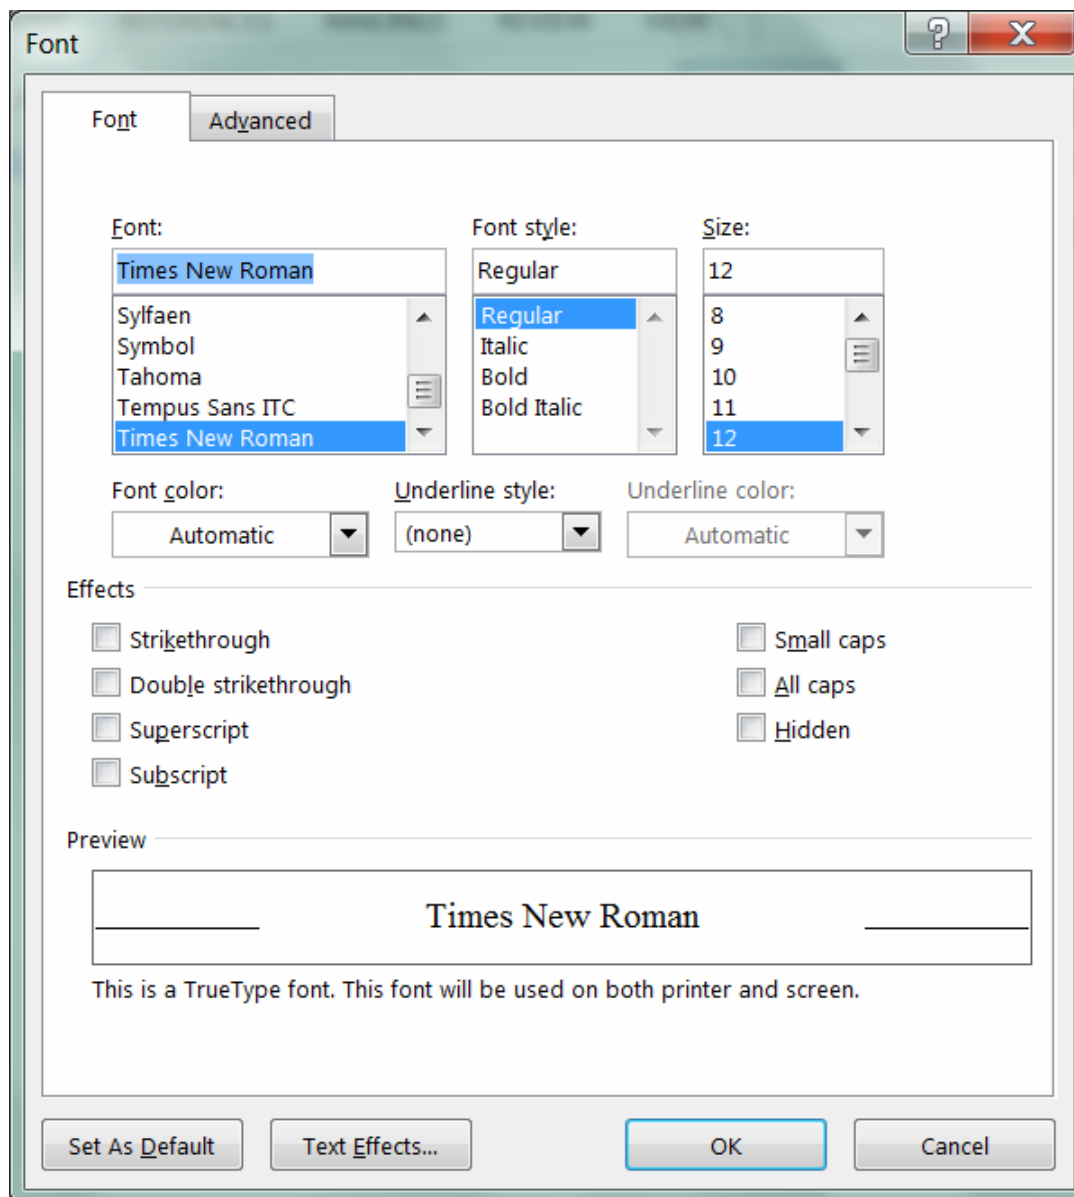 REFERENCES MAILINGS REVIEW VIEW
Font
Font Advanced
Font: Font style: Size:
Times New Roman Regular 12
Sylfaen Regular 8
Symbol Italic 9
Tahoma Bold 10
Tempus Sans ITC Bold Italic 11
Times New Roman 12
Font color: Underline style: Underline color:
Automatic (none) Automatic
Effects
Strikethrough Small caps
Double strikethrough All caps
Superscript Hidden
Subscript
Preview
Times New Roman
This is a TrueType font. This font will be used on both printer and screen.
Set As Default Text Effects... OK Cancel